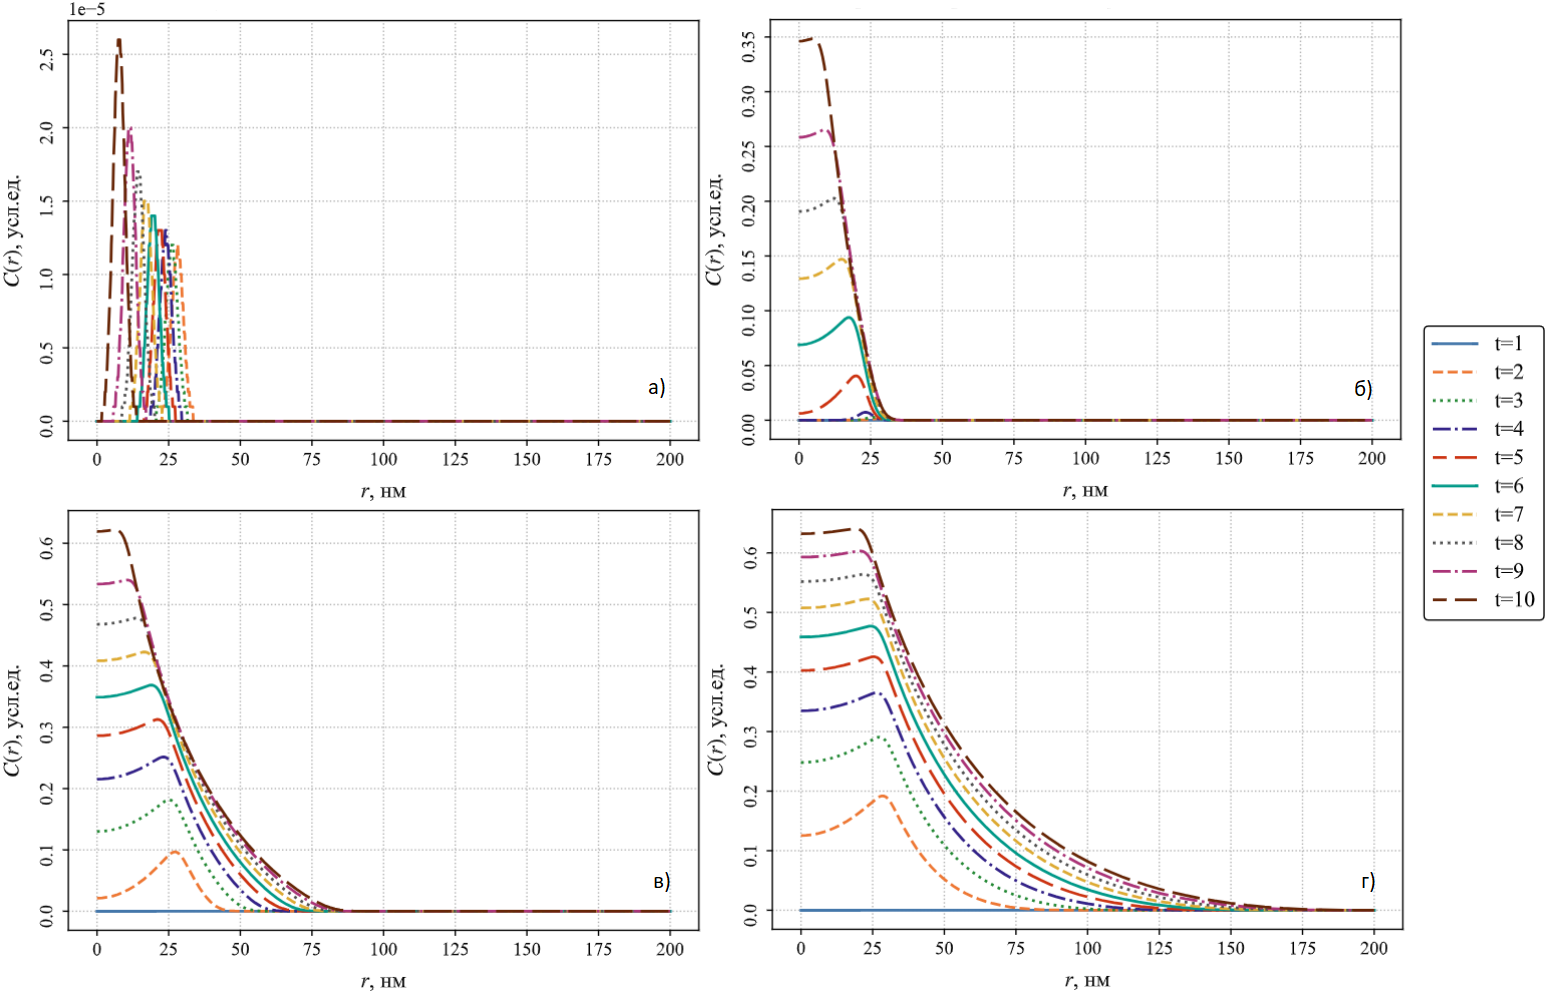 1e−5
2.5
2.0
1.5
1.0
0.5
0.0
C(r), усл.ед.
а)
0 25 50 75 100 125 150 175 200
r, нм
0.35
0.30
0.25
0.20
0.15
0.10
0.05
0.00
C(r), усл.ед.
б)
0 25 50 75 100 125 150 175 200
r, нм
0.6
0.5
0.4
0.3
0.2
0.1
0.0
C(r), усл.ед.
в)
0 25 50 75 100 125 150 175 200
r, нм
0.6
0.5
0.4
0.3
0.2
0.1
0.0
C(r), усл.ед.
г)
0 25 50 75 100 125 150 175 200
r, нм
t=1
t=2
t=3
t=4
t=5
t=6
t=7
t=8
t=9
t=10